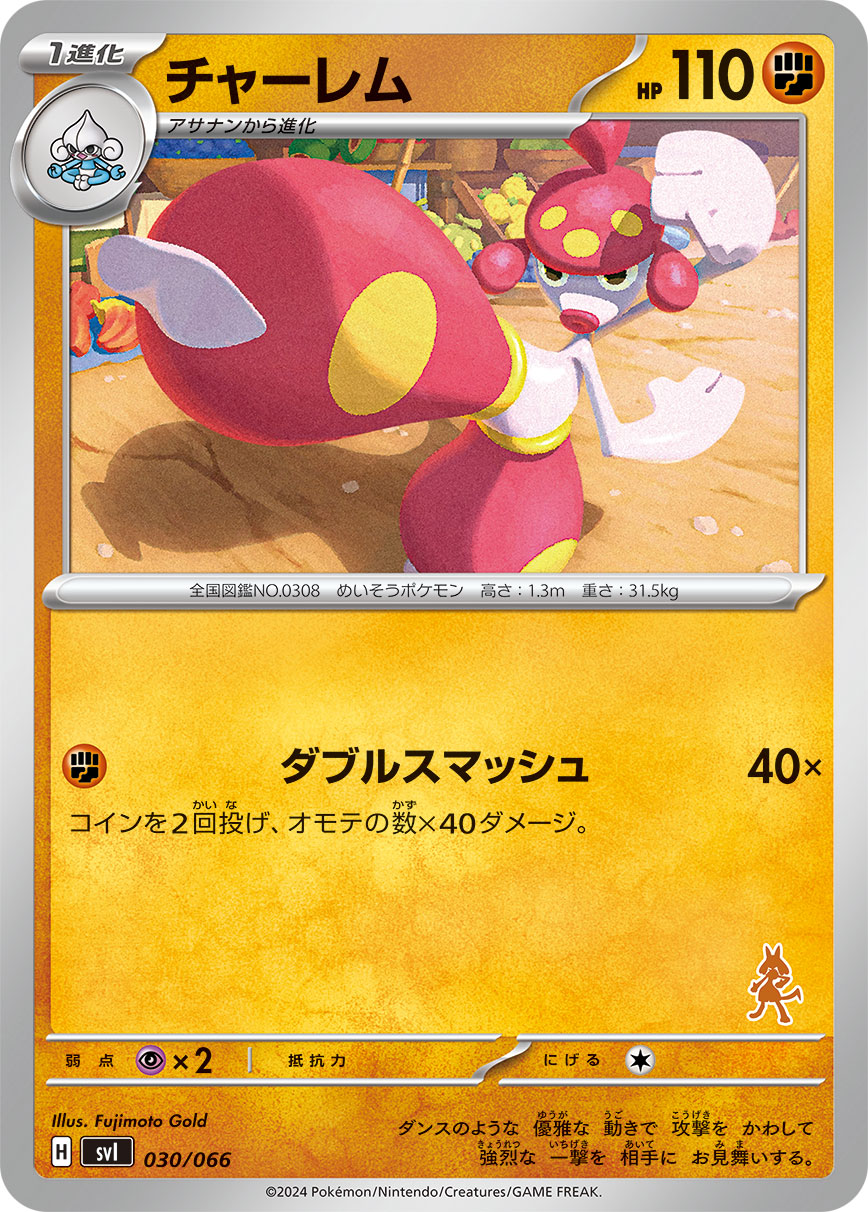 1進化
チャーレム
HP 110
アサナンから進化
全国図鑑NO.0308 めいそうポケモン 高さ：1.3m 重さ：31.5kg
ダブルスマッシュ 40×
コインを2回投げ、オモテの数×40ダメージ。
弱点 ×2 抵抗力 にげる
Illus. Fujimoto Gold
ダンスのような 優雅な 動きで 攻撃を かわして
強烈な 一撃を 相手に お見舞いする。
H svI 030/066
©2024 Pokémon/Nintendo/Creatures/GAME FREAK.